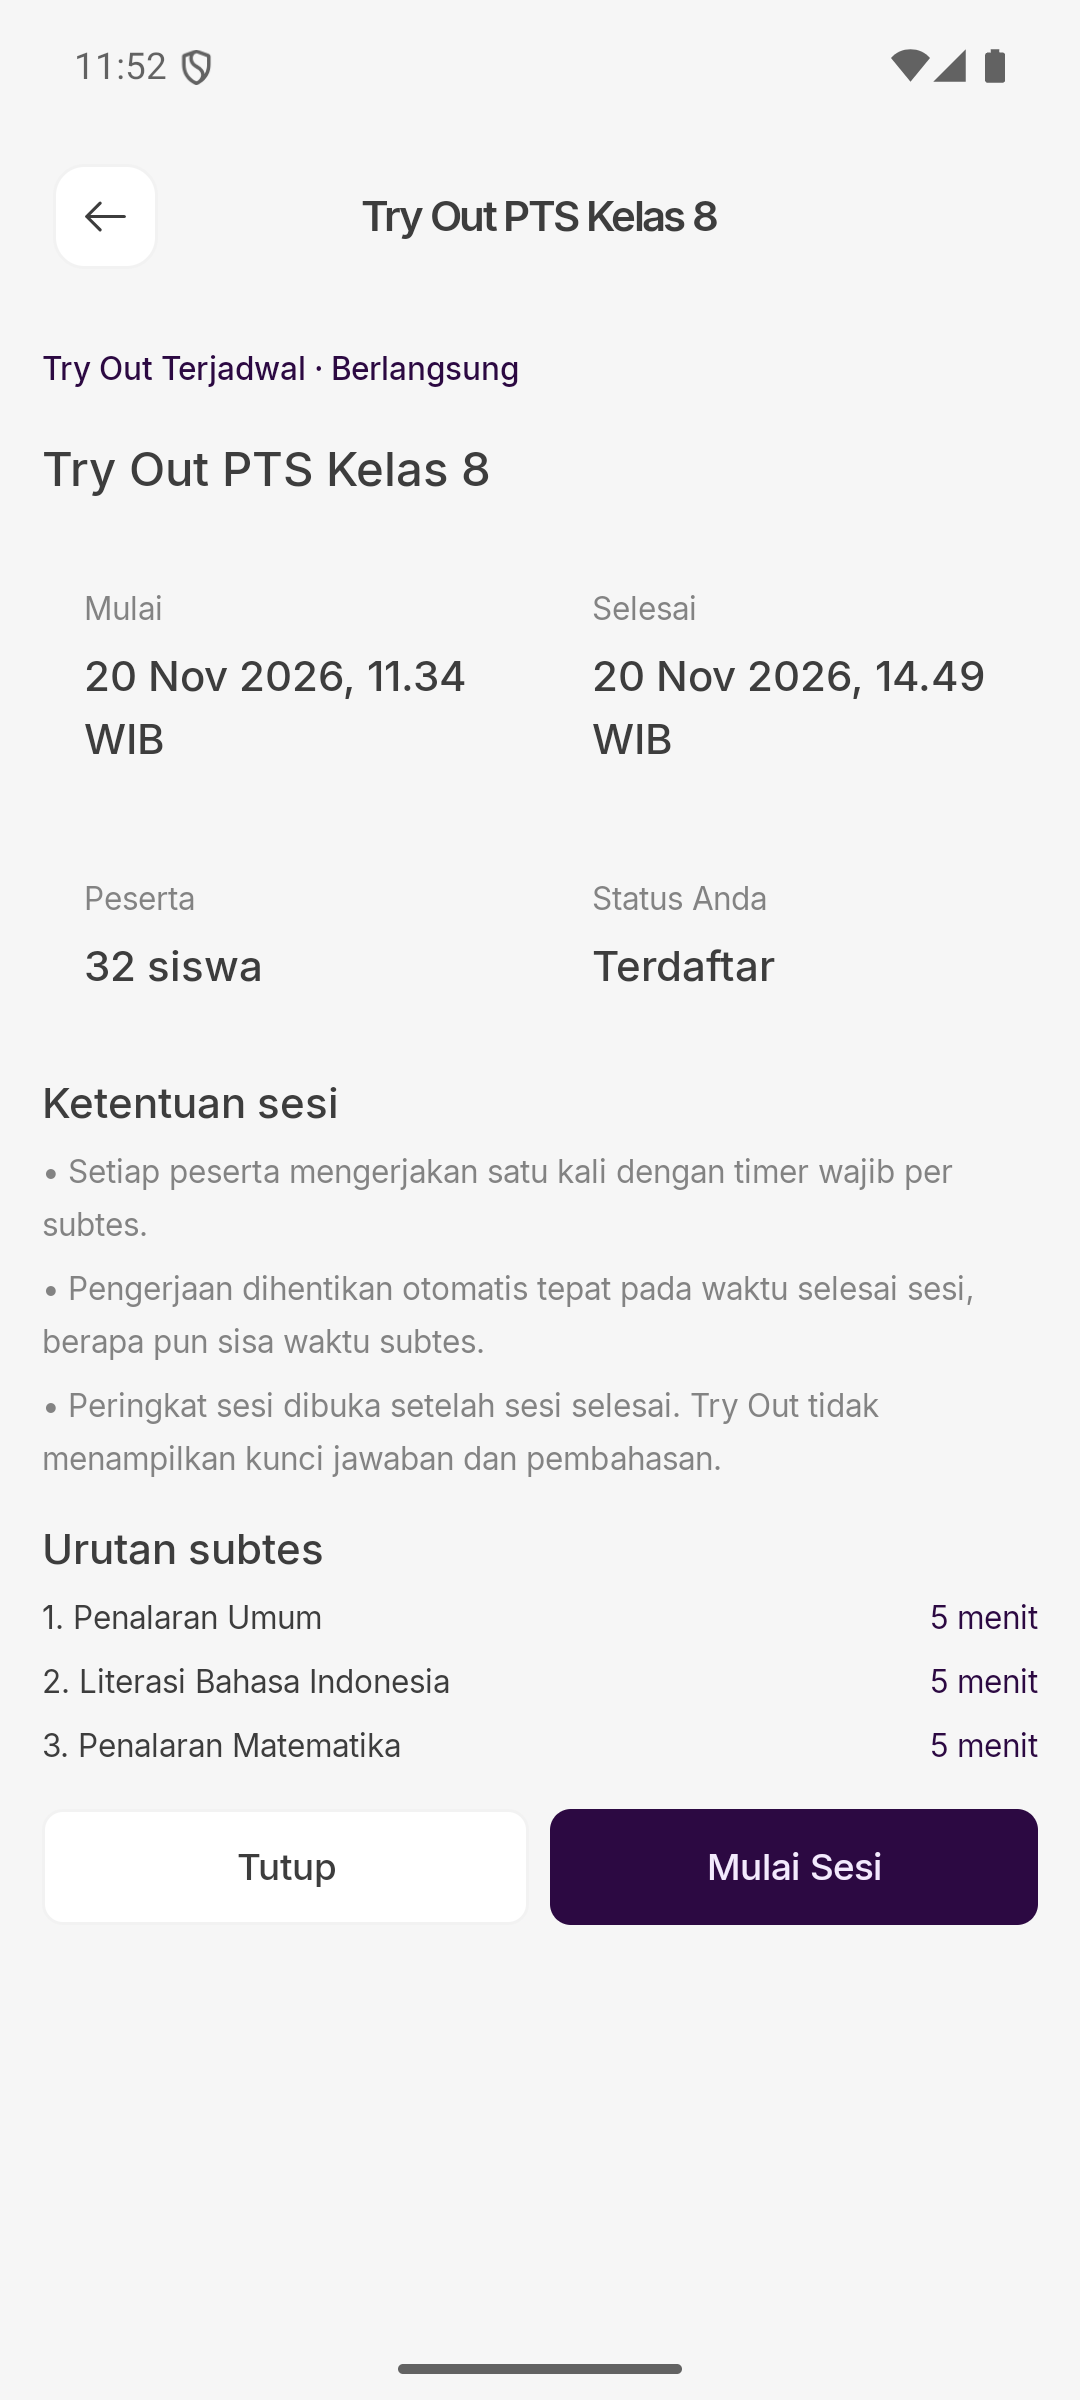 11:52
Try Out PTS Kelas 8
Try Out Terjadwal · Berlangsung
Try Out PTS Kelas 8
Mulai
20 Nov 2026, 11.34
WIB
Selesai
20 Nov 2026, 14.49
WIB
Peserta
32 siswa
Status Anda
Terdaftar
Ketentuan sesi
• Setiap peserta mengerjakan satu kali dengan timer wajib per
subtes.
• Pengerjaan dihentikan otomatis tepat pada waktu selesai sesi,
berapa pun sisa waktu subtes.
• Peringkat sesi dibuka setelah sesi selesai. Try Out tidak
menampilkan kunci jawaban dan pembahasan.
Urutan subtes
1. Penalaran Umum 5 menit
2. Literasi Bahasa Indonesia 5 menit
3. Penalaran Matematika 5 menit
Tutup
Mulai Sesi